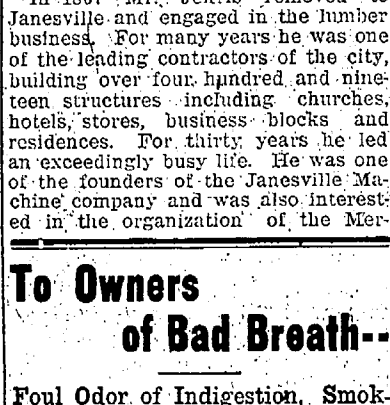 Janesville and engaged in the lumber
business. For many years he was one
of the leading contractors of the city,
building over four hundred and nine-
teen structures including churches,
hotels, stores, business blocks and
residences. For thirty years he led
an exceedingly busy life. He was one
of the founders of the Janesville Ma-
chine company and was also interest-
ed in the organization of the Mer-
To Owners
of Bad Breath--
Foul Odor of Indigestion, Smok-